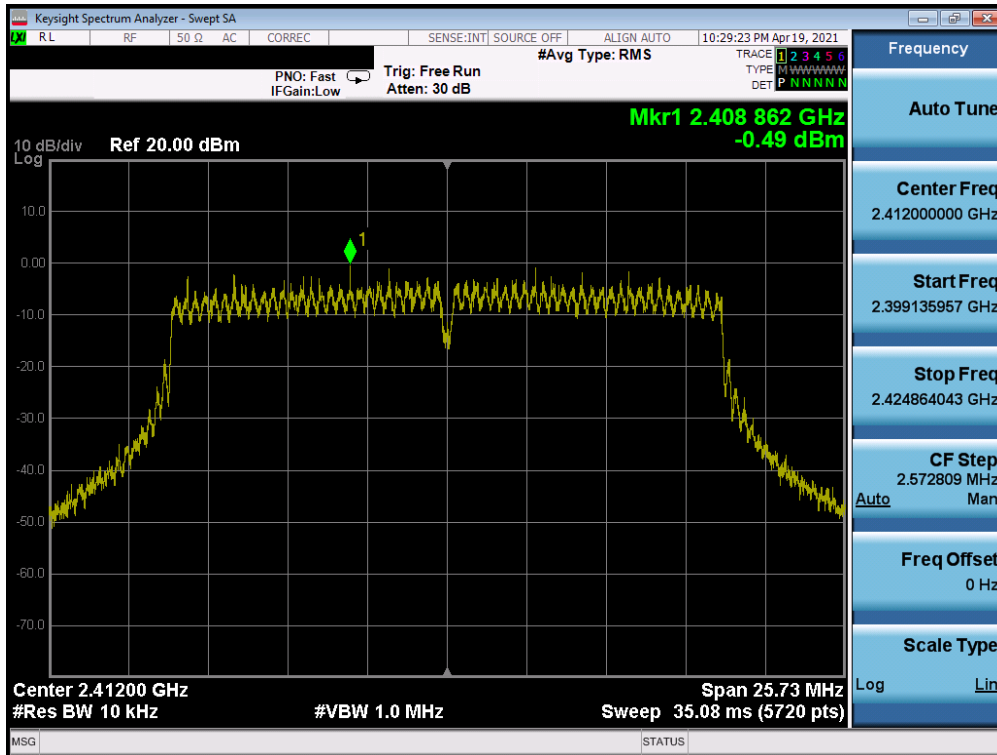 Keysight Spectrum Analyzer - Swept SA
LXI RL RF 50 Ω AC CORREC SENSE:INT SOURCE OFF ALIGN AUTO 10:29:23 PM Apr 19, 2021
#Avg Type: RMS
PNO: Fast
IFGain:Low
Trig: Free Run
Atten: 30 dB
TRACE 1 2 3 4 5 6
TYPE M WWWWW
DET P N N N N N
Mkr1 2.408 862 GHz
-0.49 dBm
10 dB/div Ref 20.00 dBm
Log
1
10.0
0.00
-10.0
-20.0
-30.0
-40.0
-50.0
-60.0
-70.0
Center 2.41200 GHz Span 25.73 MHz
#Res BW 10 kHz #VBW 1.0 MHz Sweep 35.08 ms (5720 pts)
MSG STATUS
Frequency
Auto Tune
Center Freq
2.412000000 GHz
Start Freq
2.399135957 GHz
Stop Freq
2.424864043 GHz
CF Step
2.572809 MHz
Auto Man
Freq Offset
0 Hz
Scale Type
Log Lin